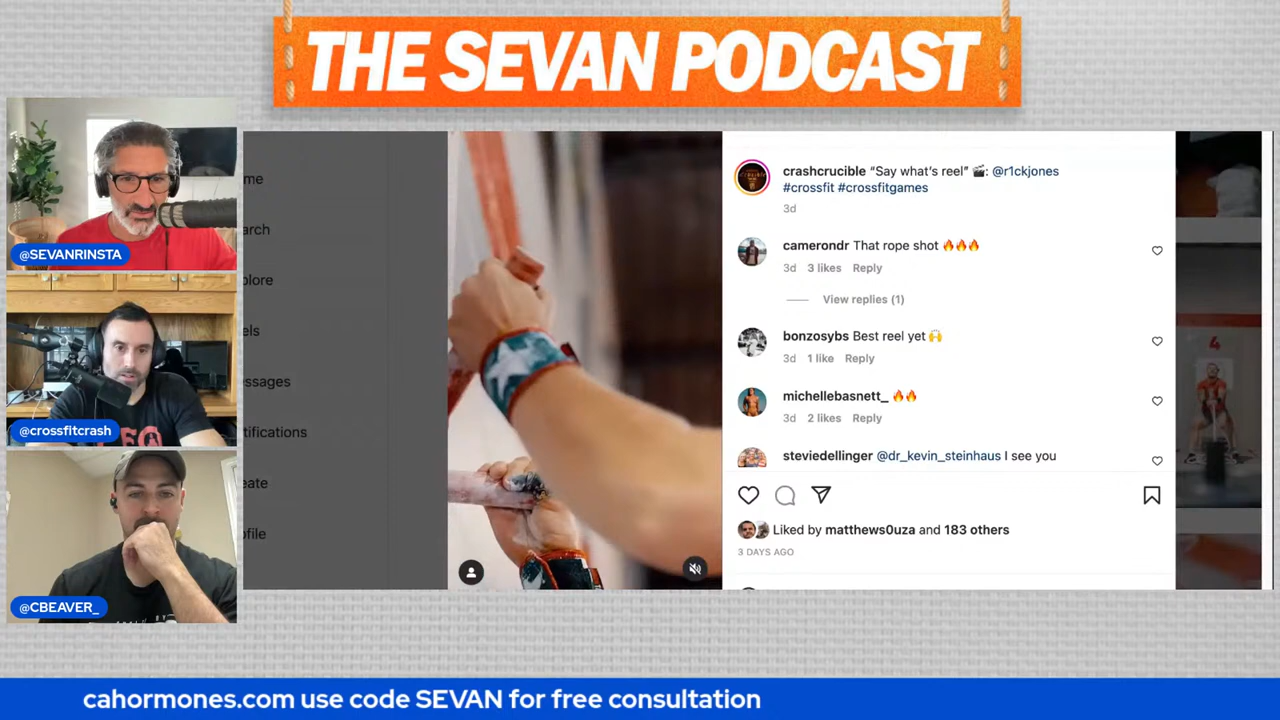 THE SEVAN PODCAST
@SEVANRINSTA
@crossfitcrash
@CBEAVER_
me
arch
plore
els
ssages
tifications
eate
ofile
crashcrucible “Say what’s reel” 🎬: @r1ckjones
#crossfit #crossfitgames
3d
camerondr That rope shot 🔥🔥🔥
3d 3 likes Reply
View replies (1)
bonzosybs Best reel yet 🙌
3d 1 like Reply
michellebasnett_ 🔥🔥
3d 2 likes Reply
steviedellinger @dr_kevin_steinhaus I see you
Liked by matthews0uza and 183 others
3 DAYS AGO
4
cahormones.com use code SEVAN for free consultation